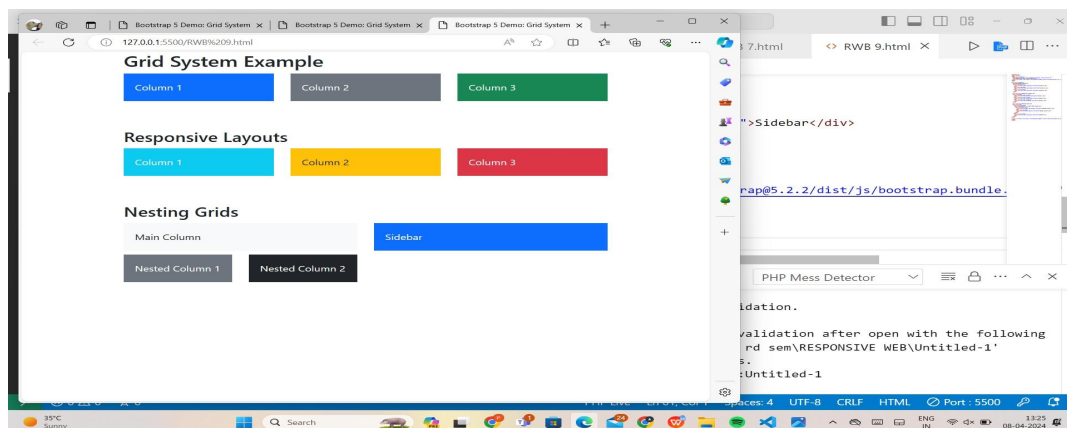 Bootstrap 5 Demo: Grid System
Bootstrap 5 Demo: Grid System
Bootstrap 5 Demo: Grid System
127.0.0.1:5500/RWB%209.html
Grid System Example
Column 1
Column 2
Column 3
Responsive Layouts
Column 1
Column 2
Column 3
Nesting Grids
Main Column
Sidebar
Nested Column 1
Nested Column 2
7.html
<> RWB 9.html
">Sidebar</div>
rap@5.2.2/dist/js/bootstrap.bundle.
PHP Mess Detector
idation.
validation after open with the following
rd sem\RESPONSIVE WEB\Untitled-1'
s.
:Untitled-1
paces: 4 UTF-8 CRLF HTML Port : 5500
35°C
Sunny
Search
ENG
IN
13:25
08-04-2024